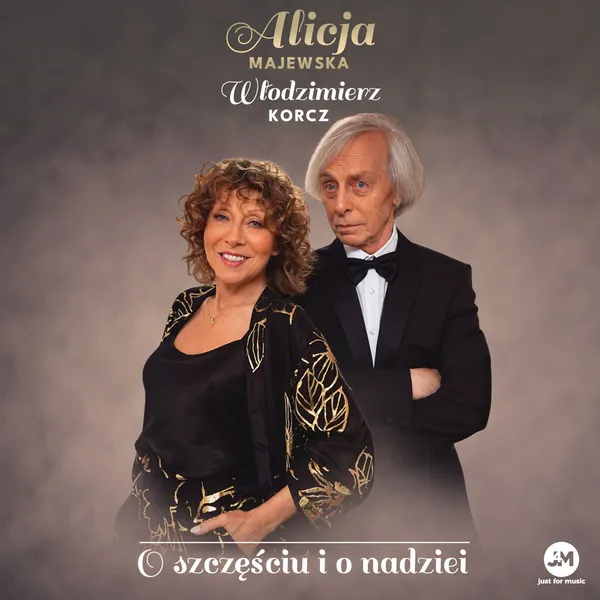 Alicja
MAJEWSKA
Włodzimierz
KORCZ
O szczęściu i o nadziei
JM
just for music